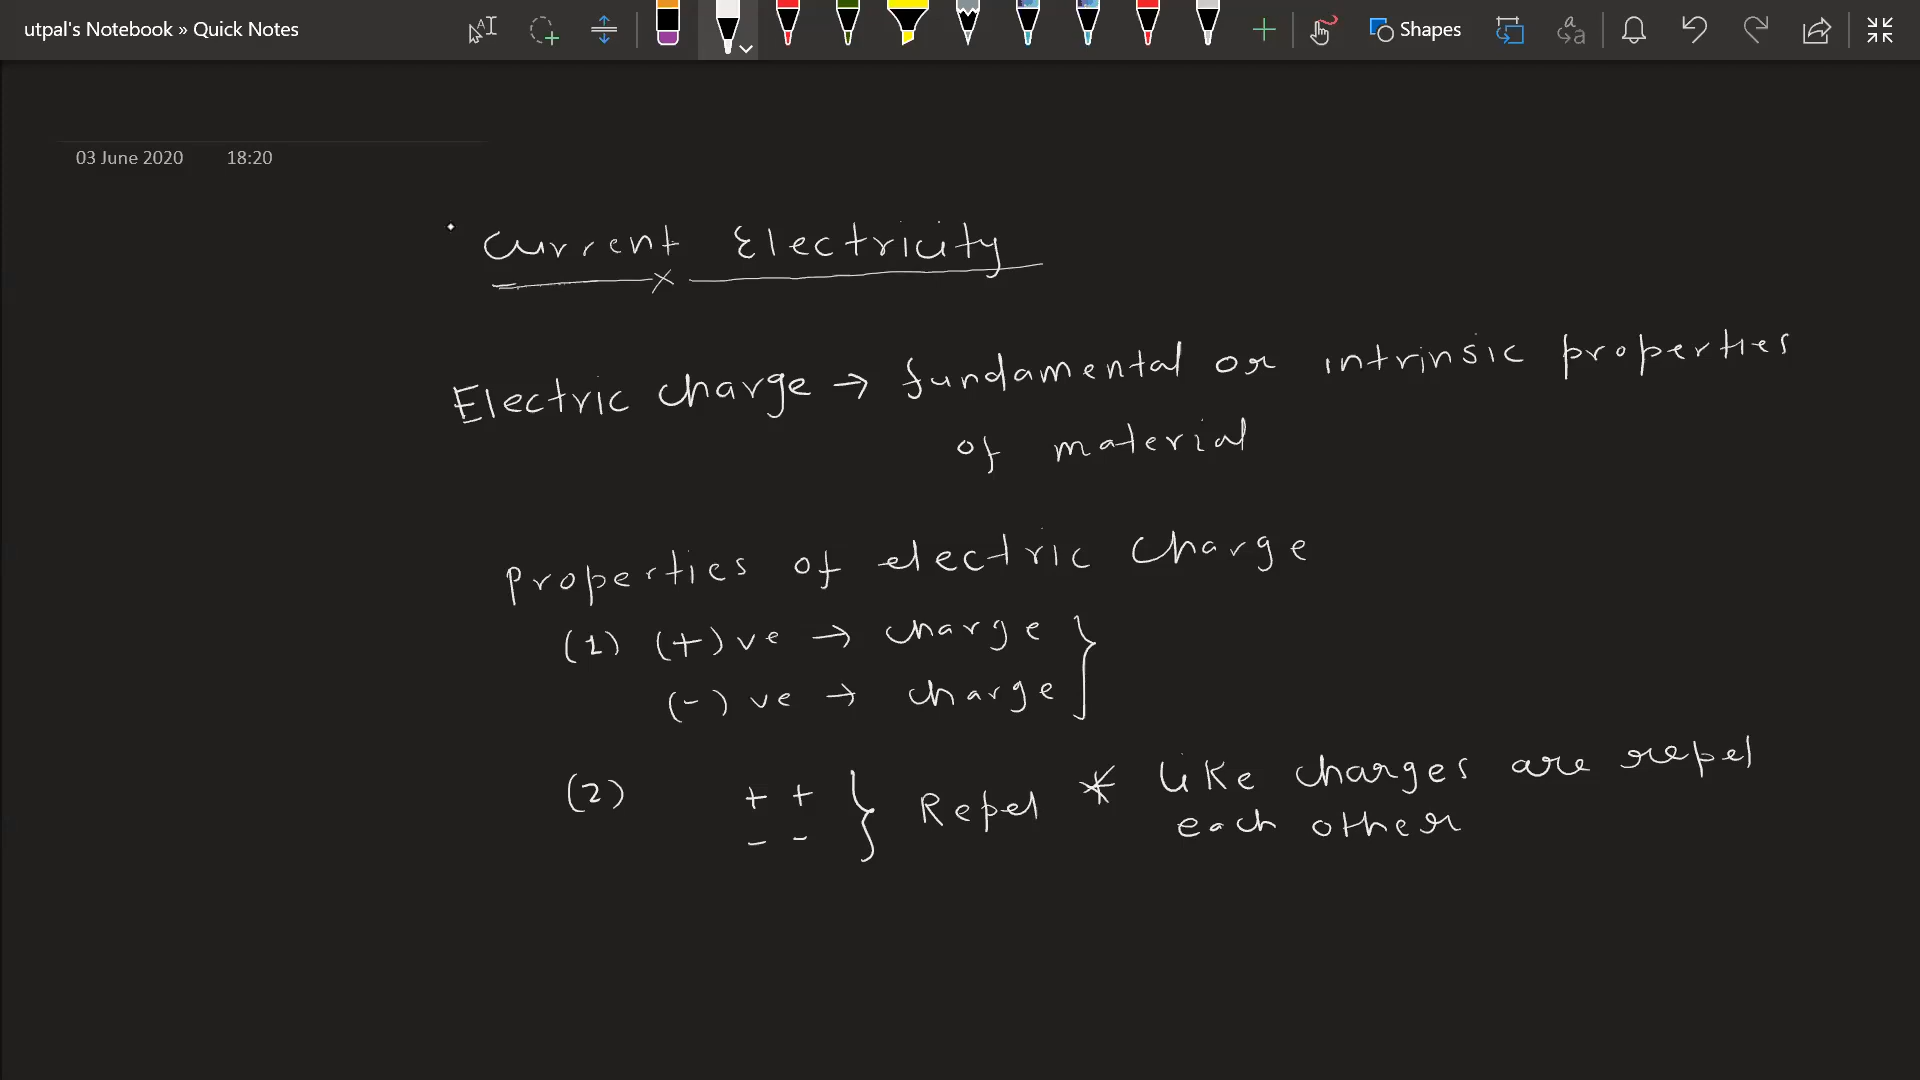 utpal's Notebook » Quick Notes
Shapes
03 June 2020 18:20
Current Electricity
Electric charge → fundamental or intrinsic properties
of material
Properties of electric charge
(1) (+) ve → charge
(-) ve → charge
(2) + + } Repel * like charges are repel
- - each other